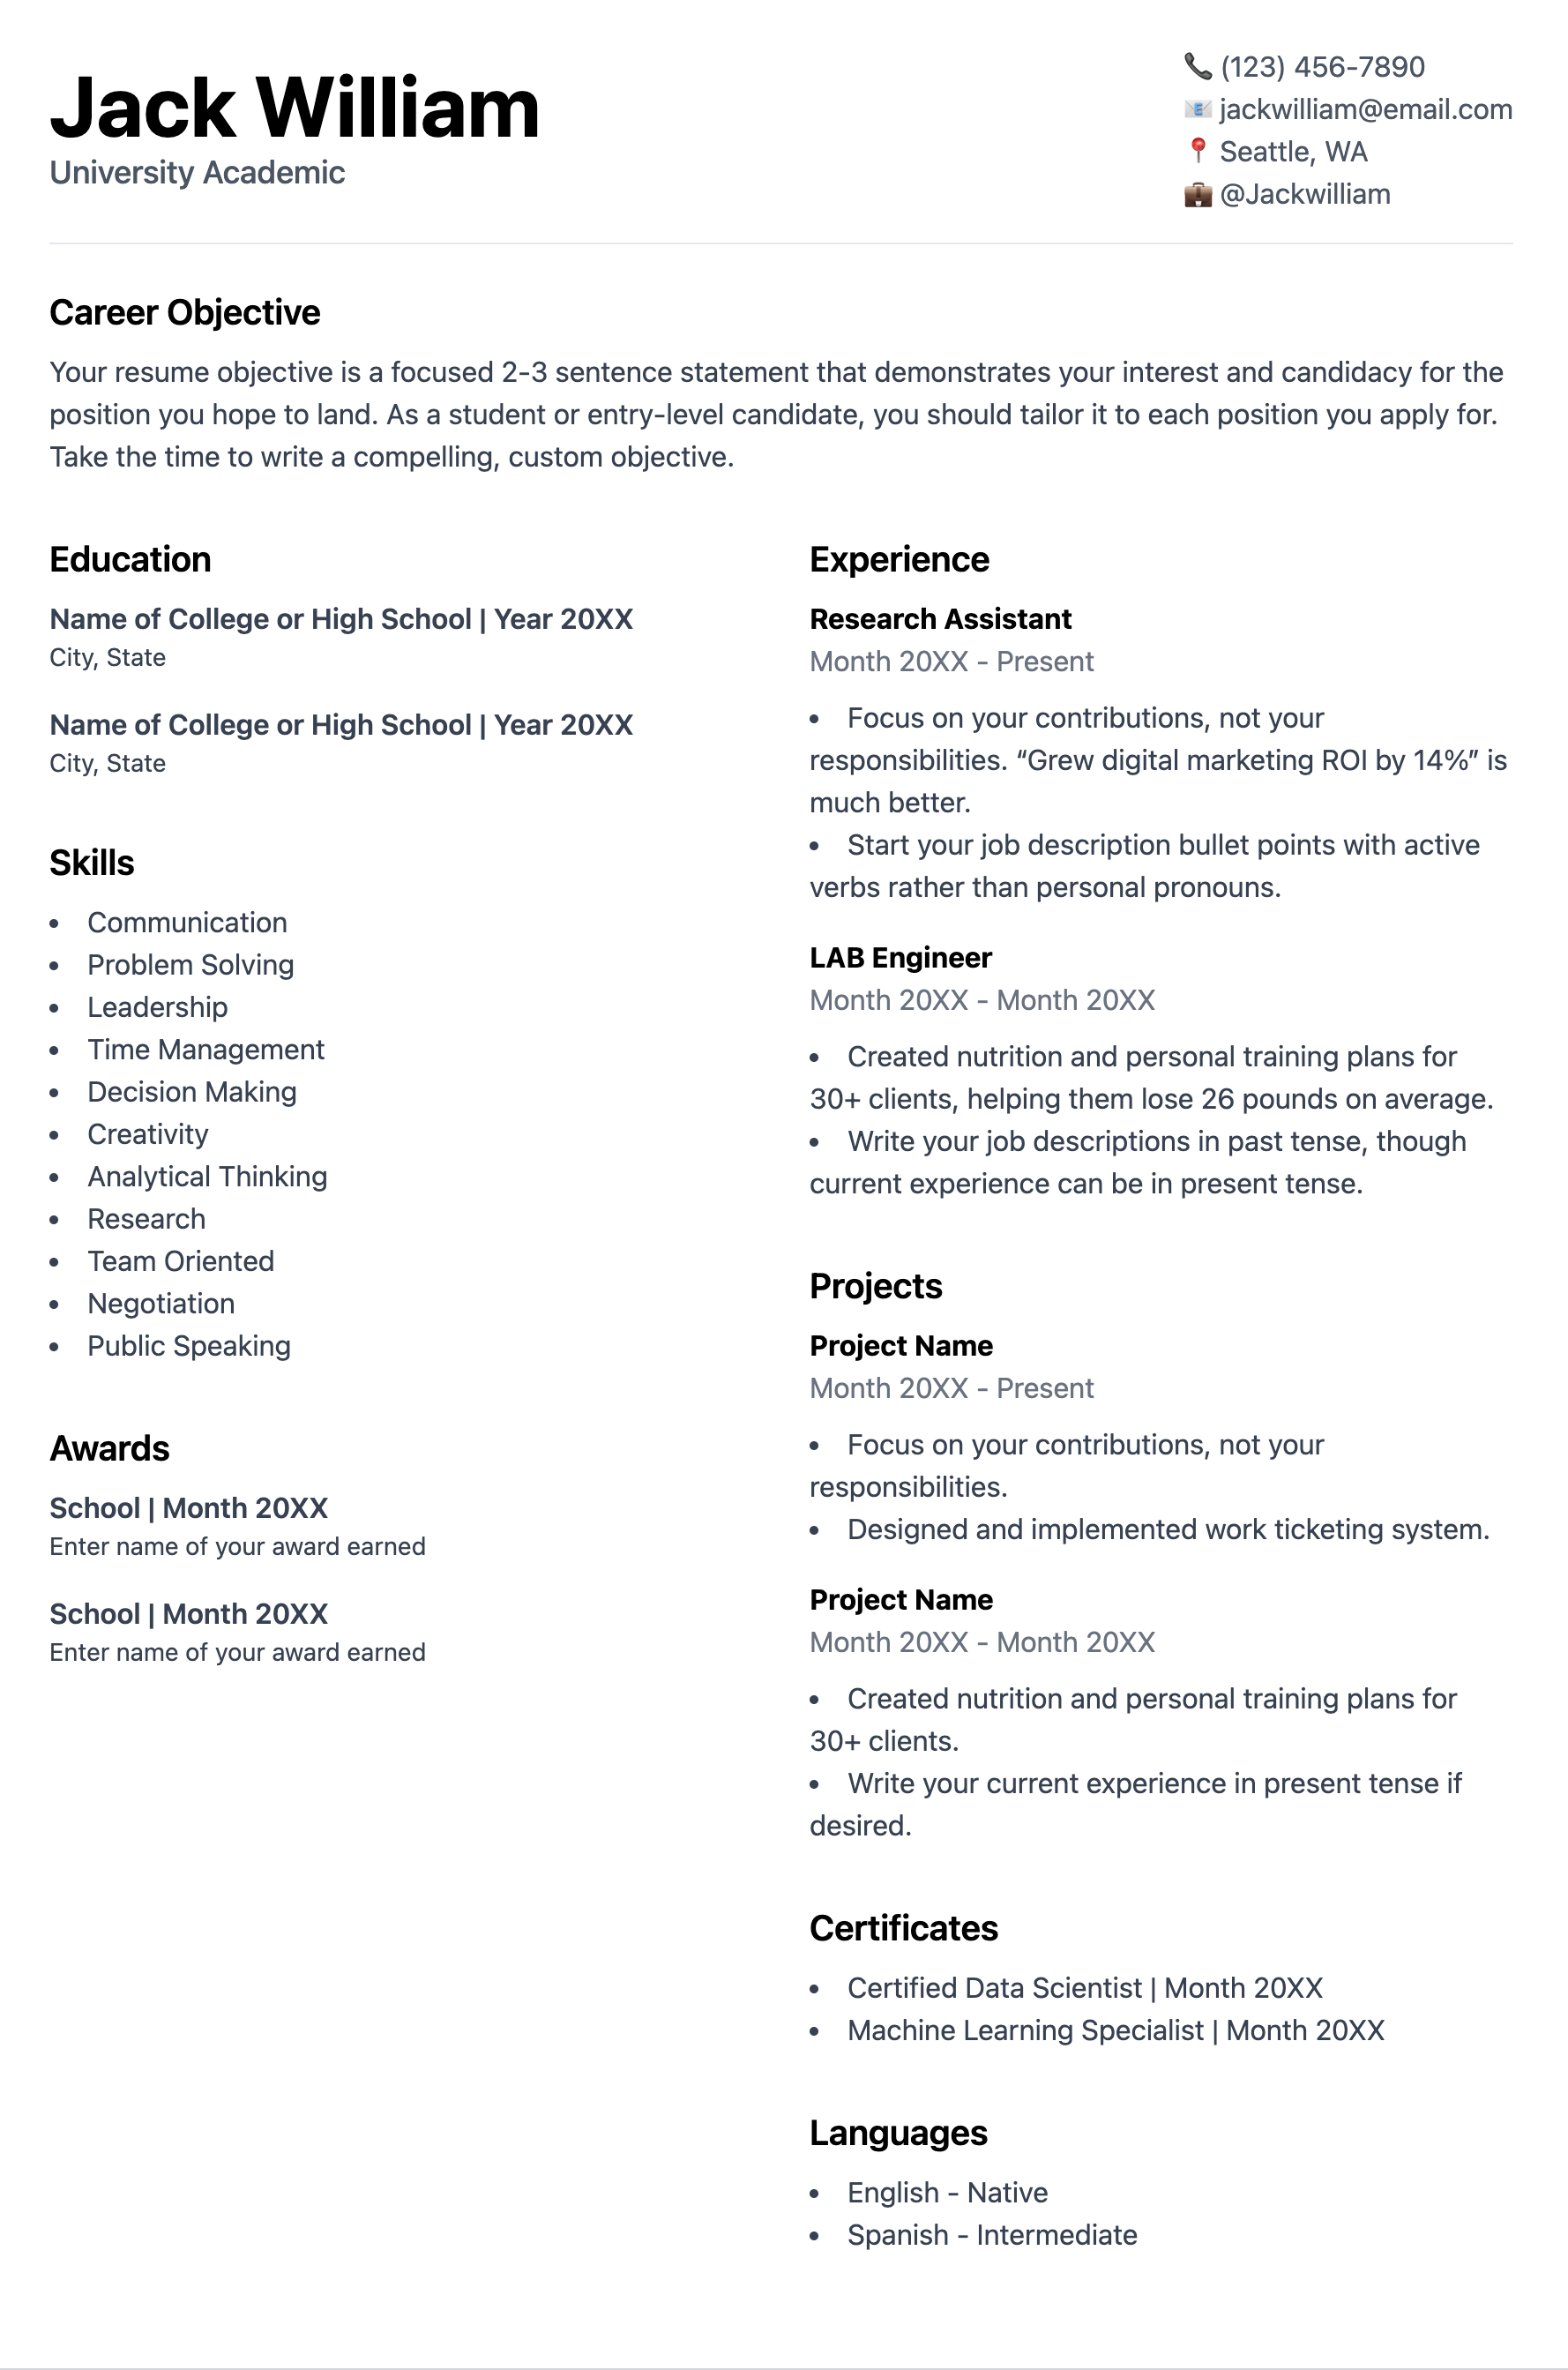 Jack William
University Academic
📞 (123) 456-7890
📧 jackwilliam@email.com
📍 Seattle, WA
💼 @Jackwilliam
Career Objective
Your resume objective is a focused 2-3 sentence statement that demonstrates your interest and candidacy for the
position you hope to land. As a student or entry-level candidate, you should tailor it to each position you apply for.
Take the time to write a compelling, custom objective.
Education
Name of College or High School | Year 20XX
City, State
Name of College or High School | Year 20XX
City, State
Skills
• Communication
• Problem Solving
• Leadership
• Time Management
• Decision Making
• Creativity
• Analytical Thinking
• Research
• Team Oriented
• Negotiation
• Public Speaking
Awards
School | Month 20XX
Enter name of your award earned
School | Month 20XX
Enter name of your award earned
Experience
Research Assistant
Month 20XX - Present
• Focus on your contributions, not your
responsibilities. “Grew digital marketing ROI by 14%” is
much better.
• Start your job description bullet points with active
verbs rather than personal pronouns.
LAB Engineer
Month 20XX - Month 20XX
• Created nutrition and personal training plans for
30+ clients, helping them lose 26 pounds on average.
• Write your job descriptions in past tense, though
current experience can be in present tense.
Projects
Project Name
Month 20XX - Present
• Focus on your contributions, not your
responsibilities.
• Designed and implemented work ticketing system.
Project Name
Month 20XX - Month 20XX
• Created nutrition and personal training plans for
30+ clients.
• Write your current experience in present tense if
desired.
Certificates
• Certified Data Scientist | Month 20XX
• Machine Learning Specialist | Month 20XX
Languages
• English - Native
• Spanish - Intermediate